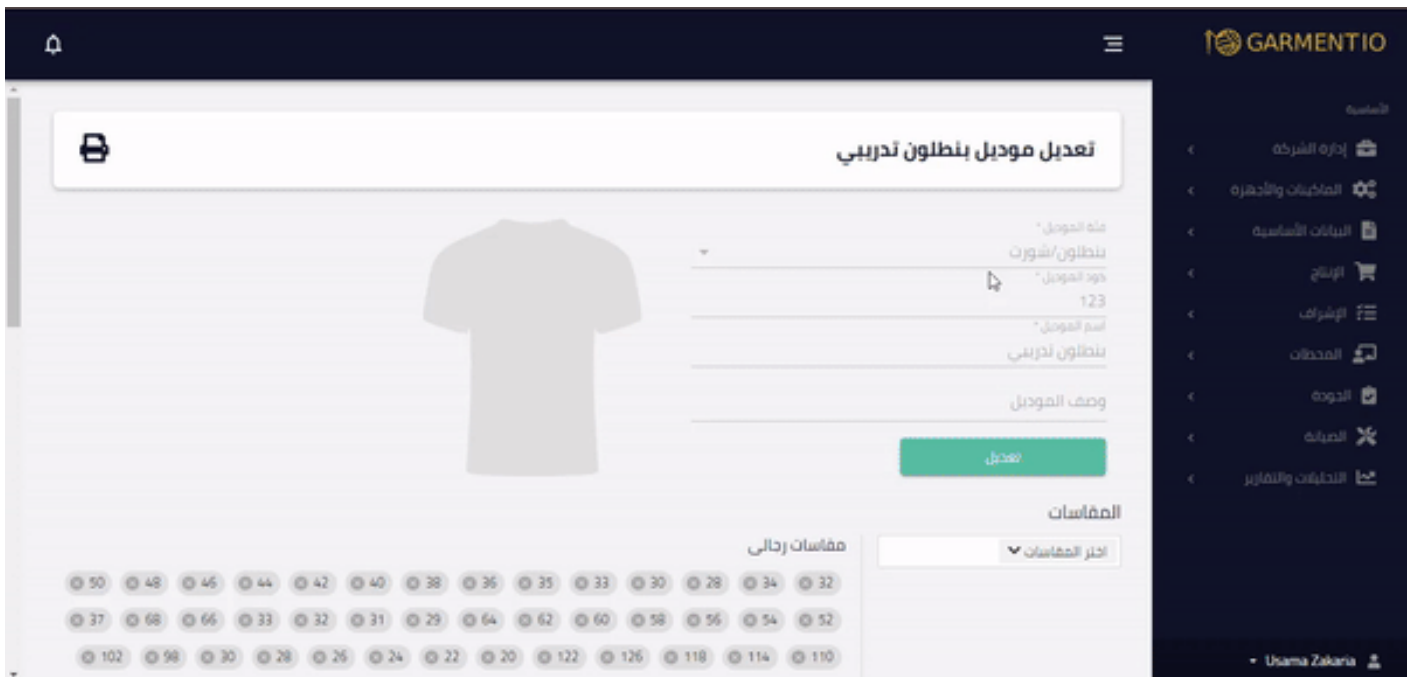 GARMENTIO
الأساسية
إدارة الشركة
الماكينات والأجهزة
البيانات الأساسية
الإنتاج
الإشراف
المحطات
الجودة
الصيانة
التحليلات والتقارير
Usama Zakaria
تعديل موديل بنطلون تدريبي
فئة الموديل *
بنطلون/شورت
كود الموديل *
123
اسم الموديل *
بنطلون تدريبي
وصف الموديل
تعديل
المقاسات
اختر المقاسات
مقاسات رجالى
32 34 28 30 33 35 36 38 40 42 44 46 48 50
52 54 56 58 60 62 64 29 31 32 33 66 68 37
110 114 118 126 122 20 22 24 26 28 30 98 102